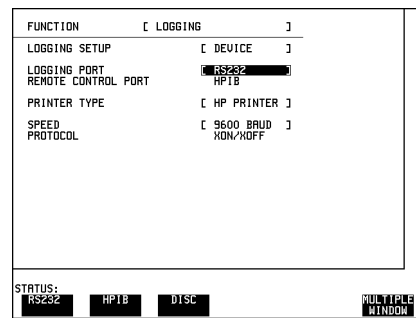 FUNCTION [ LOGGING ]
LOGGING SETUP [ DEVICE ]
LOGGING PORT [ RS232 ]
REMOTE CONTROL PORT HPIB
PRINTER TYPE [ HP PRINTER ]
SPEED [ 9600 BAUD ]
PROTOCOL XON/XOFF
STATUS:
RS232 HPIB DISC MULTIPLE
WINDOW